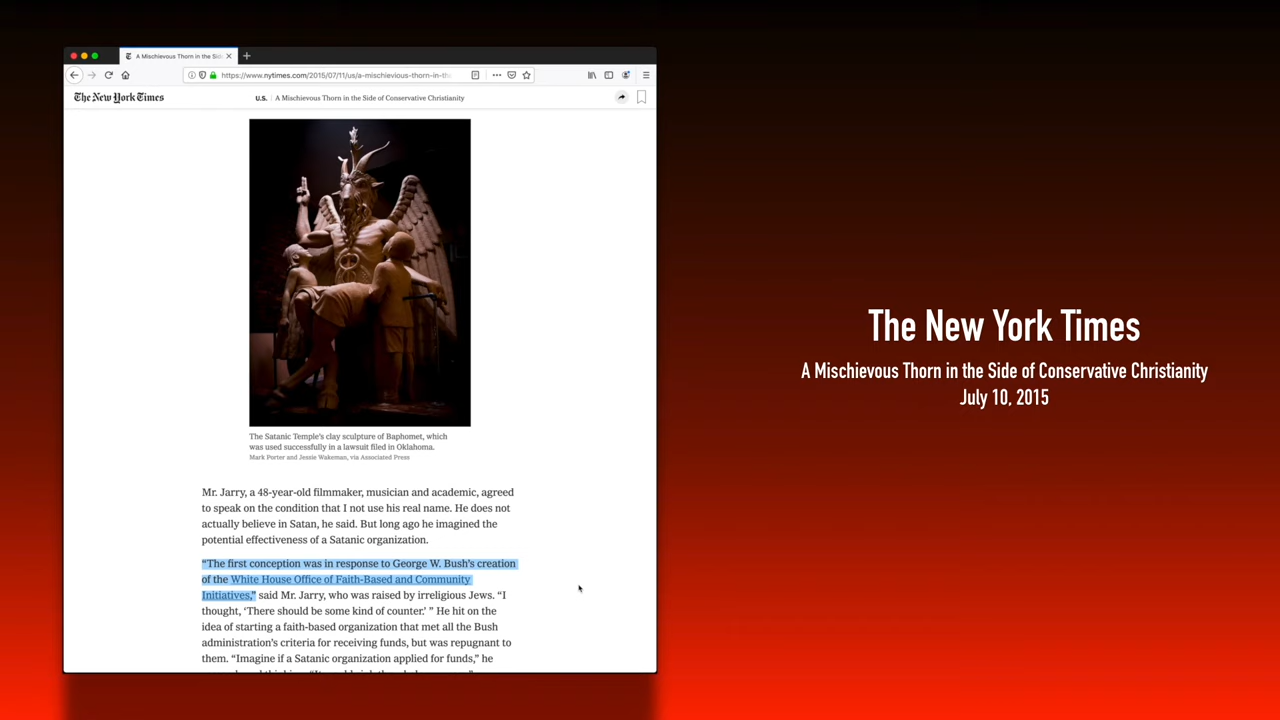 A Mischievous Thorn in the Sid
https://www.nytimes.com/2015/07/11/us/a-mischievious-thorn-in-th
The New York Times
U.S. | A Mischievous Thorn in the Side of Conservative Christianity
The Satanic Temple's clay sculpture of Baphomet, which
was used successfully in a lawsuit filed in Oklahoma.
Mark Porter and Jessie Wakeman, via Associated Press
Mr. Jarry, a 48-year-old filmmaker, musician and academic, agreed
to speak on the condition that I not use his real name. He does not
actually believe in Satan, he said. But long ago he imagined the
potential effectiveness of a Satanic organization.
“The first conception was in response to George W. Bush's creation
of the White House Office of Faith-Based and Community
Initiatives,” said Mr. Jarry, who was raised by irreligious Jews. “I
thought, ‘There should be some kind of counter.’ ” He hit on the
idea of starting a faith-based organization that met all the Bush
administration's criteria for receiving funds, but was repugnant to
them. “Imagine if a Satanic organization applied for funds,” he
The New York Times
A Mischievous Thorn in the Side of Conservative Christianity
July 10, 2015